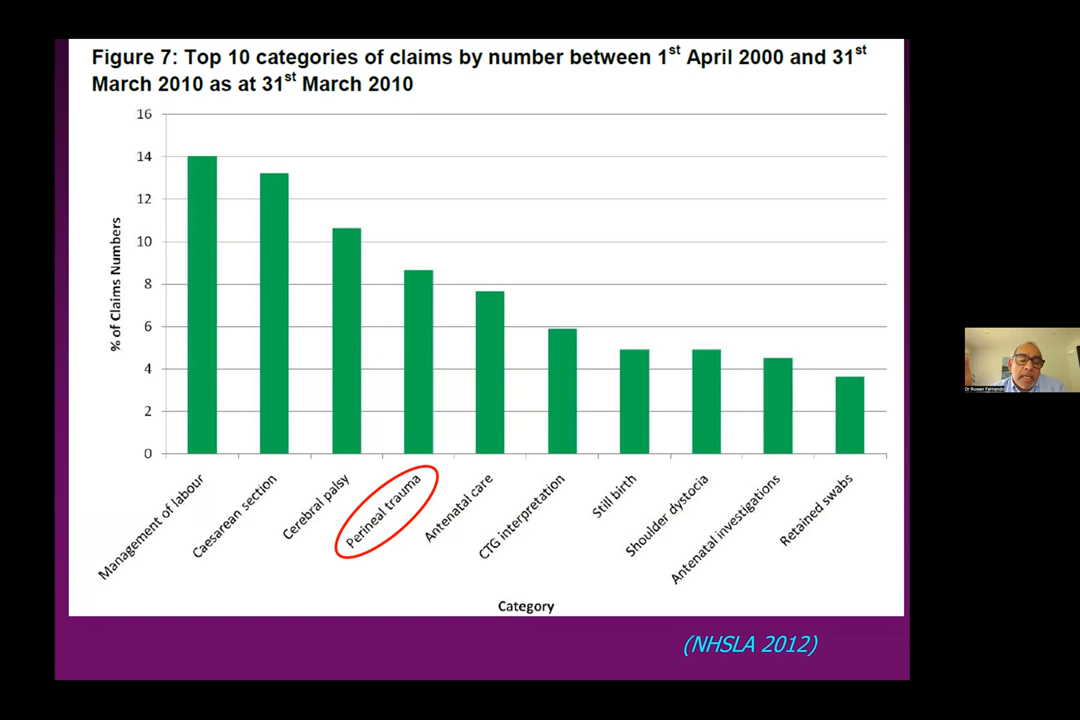 Figure 7: Top 10 categories of claims by number between 1st April 2000 and 31st
March 2010 as at 31st March 2010
16
14
12
10
8
6
4
2
0
% of Claims Numbers
Management of labour
Caesarean section
Cerebral palsy
Perineal trauma
Antenatal care
CTG interpretation
Still birth
Shoulder dystocia
Antenatal investigations
Retained swabs
Category
(NHSLA 2012)
Dr Ruwan Fernando